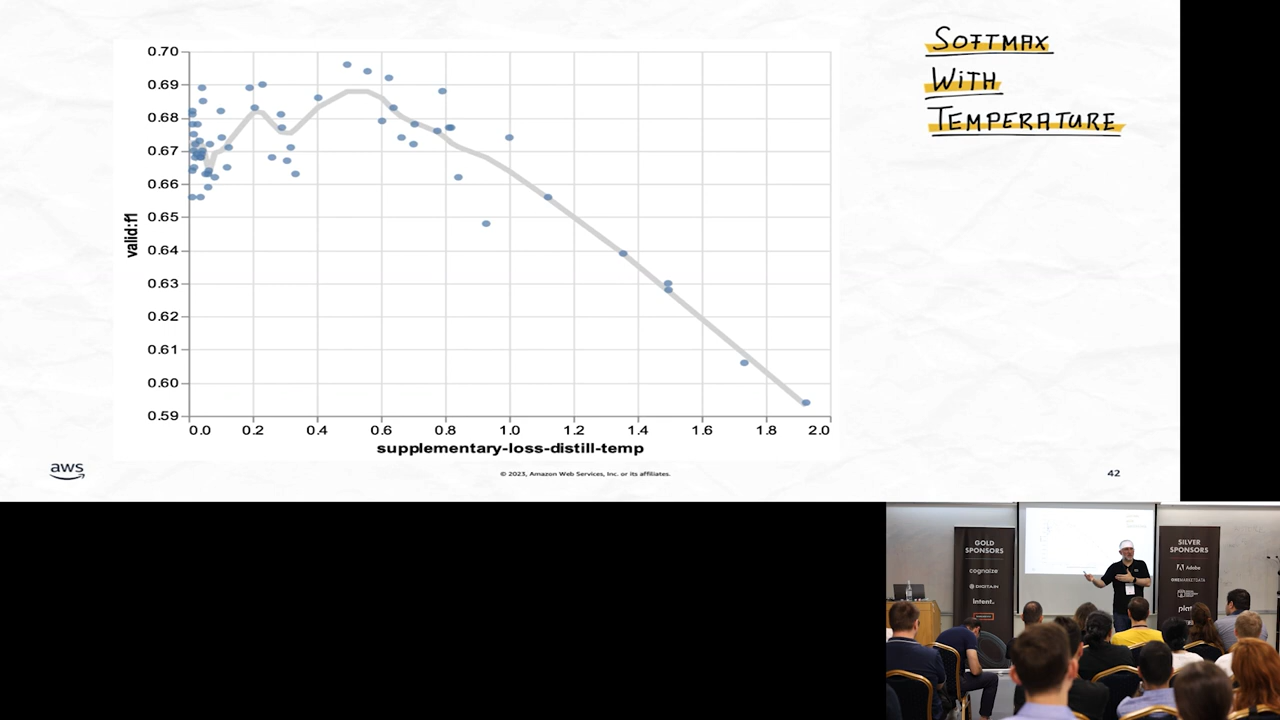 SOFTMAX
WITH
TEMPERATURE
0.70
0.69
0.68
0.67
0.66
0.65
0.64
0.63
0.62
0.61
0.60
0.59
valid:f1
0.0 0.2 0.4 0.6 0.8 1.0 1.2 1.4 1.6 1.8 2.0
supplementary-loss-distill-temp
aws
© 2023, Amazon Web Services, Inc. or its affiliates.
42
GOLD
SPONSORS
cognaize
DIGITAIN
intent.
SILVER
SPONSORS
Adobe
plat